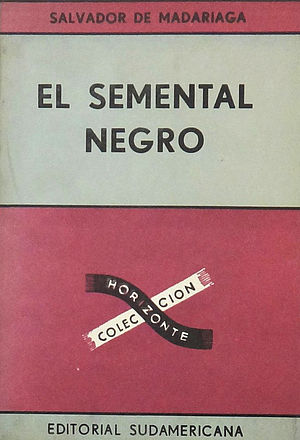 SALVADOR DE MADARIAGA
EL SEMENTAL
NEGRO
COLECCION
HORIZONTE
EDITORIAL SUDAMERICANA